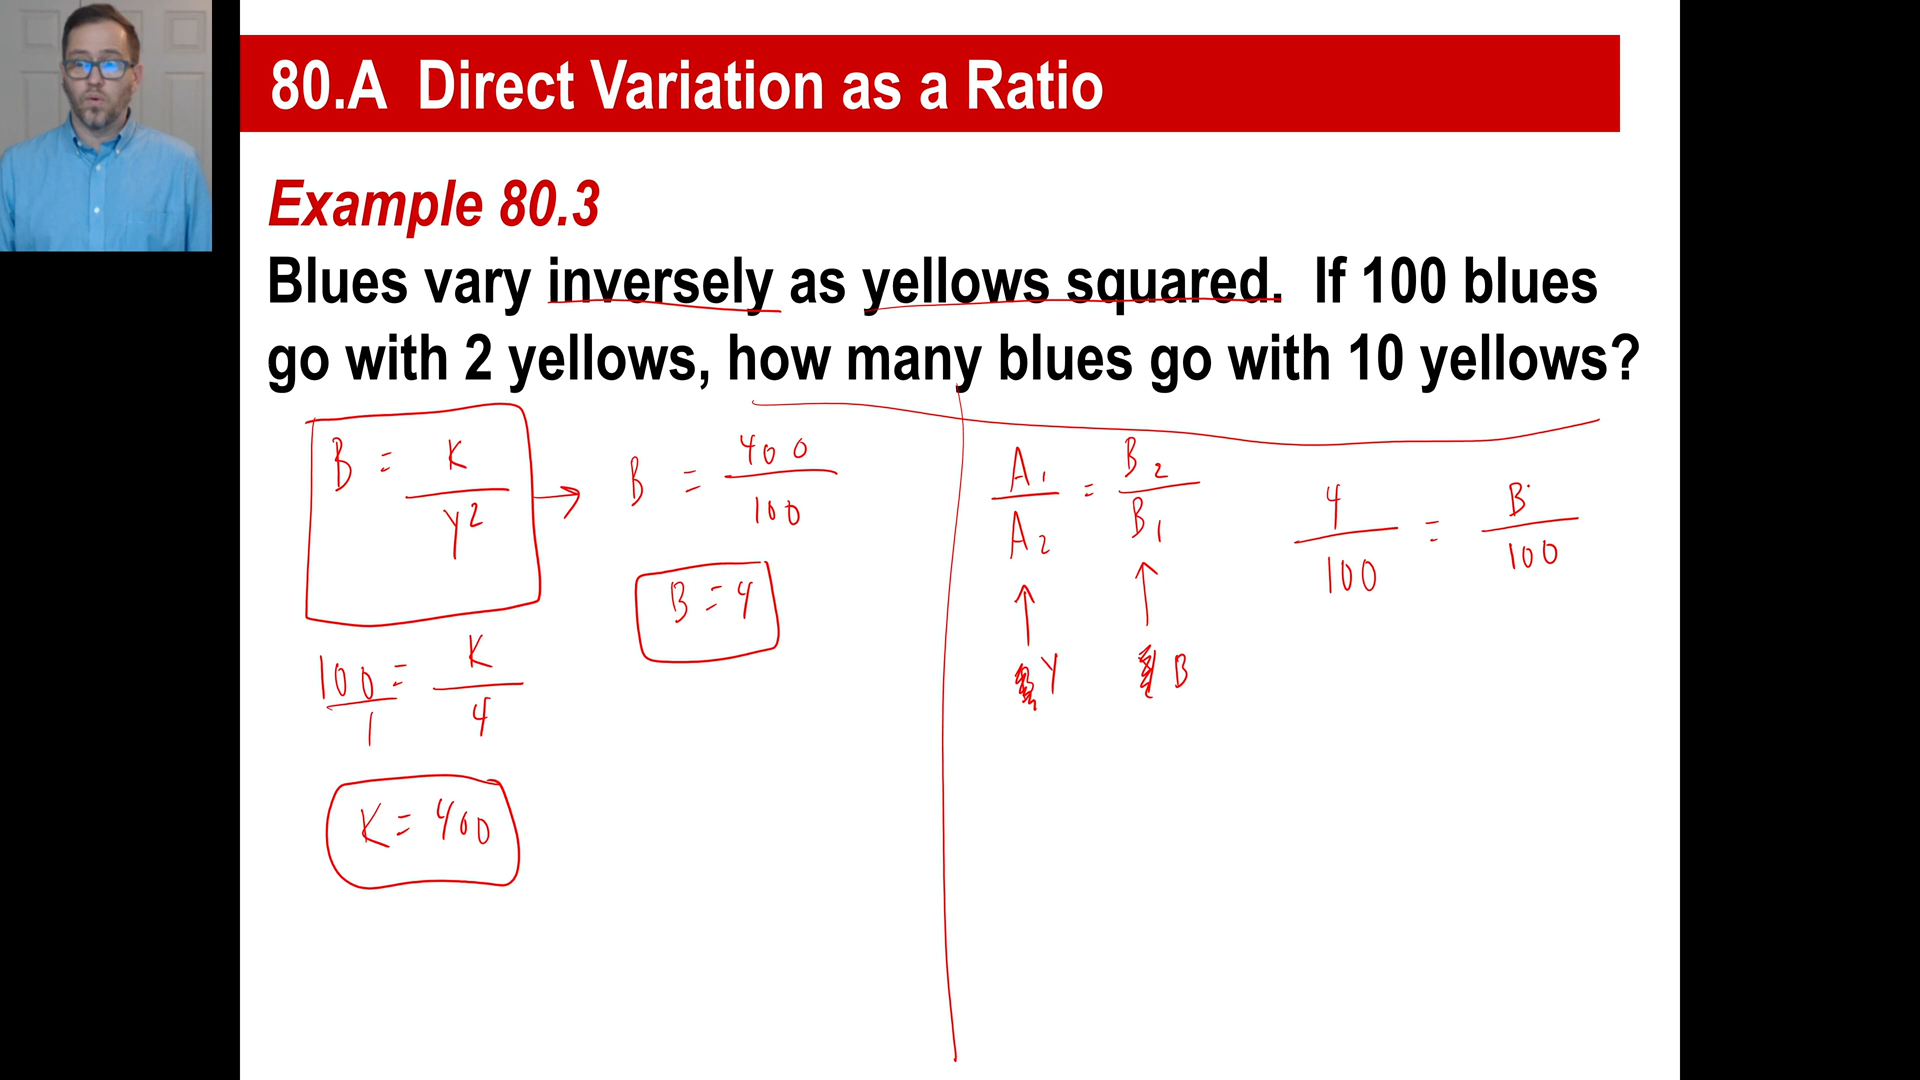 80.A Direct Variation as a Ratio
Example 80.3
Blues vary inversely as yellows squared. If 100 blues
go with 2 yellows, how many blues go with 10 yellows?
B = K / Y²
→ B = 400 / 100
B = 4
100 / 1 = K / 4
K = 400
A₁ / A₂ = B₂ / B₁
↑ ↑
Y B
4 / 100 = B / 100